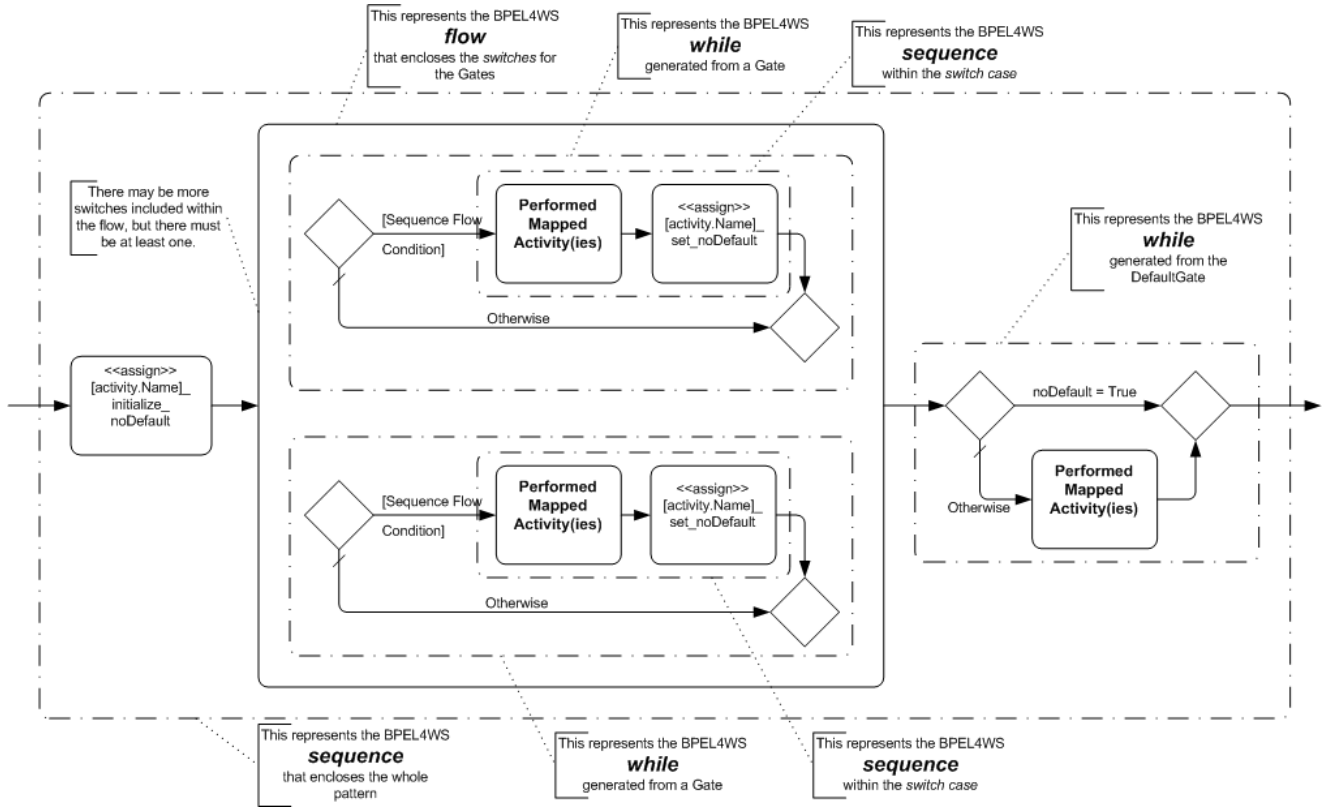 This represents the BPEL4WS
flow
that encloses the switches for
the Gates
This represents the BPEL4WS
while
generated from a Gate
This represents the BPEL4WS
sequence
within the switch case
There may be more
switches included within
the flow, but there must
be at least one.
[Sequence Flow
Condition]
Performed
Mapped
Activity(ies)
<<assign>>
[activity.Name]_
set_noDefault
Otherwise
This represents the BPEL4WS
while
generated from the
DefaultGate
<<assign>>
[activity.Name]_
initialize_
noDefault
noDefault = True
Performed
Mapped
Activity(ies)
Otherwise
[Sequence Flow
Condition]
Performed
Mapped
Activity(ies)
<<assign>>
[activity.Name]_
set_noDefault
Otherwise
This represents the BPEL4WS
sequence
that encloses the whole
pattern
This represents the BPEL4WS
while
generated from a Gate
This represents the BPEL4WS
sequence
within the switch case